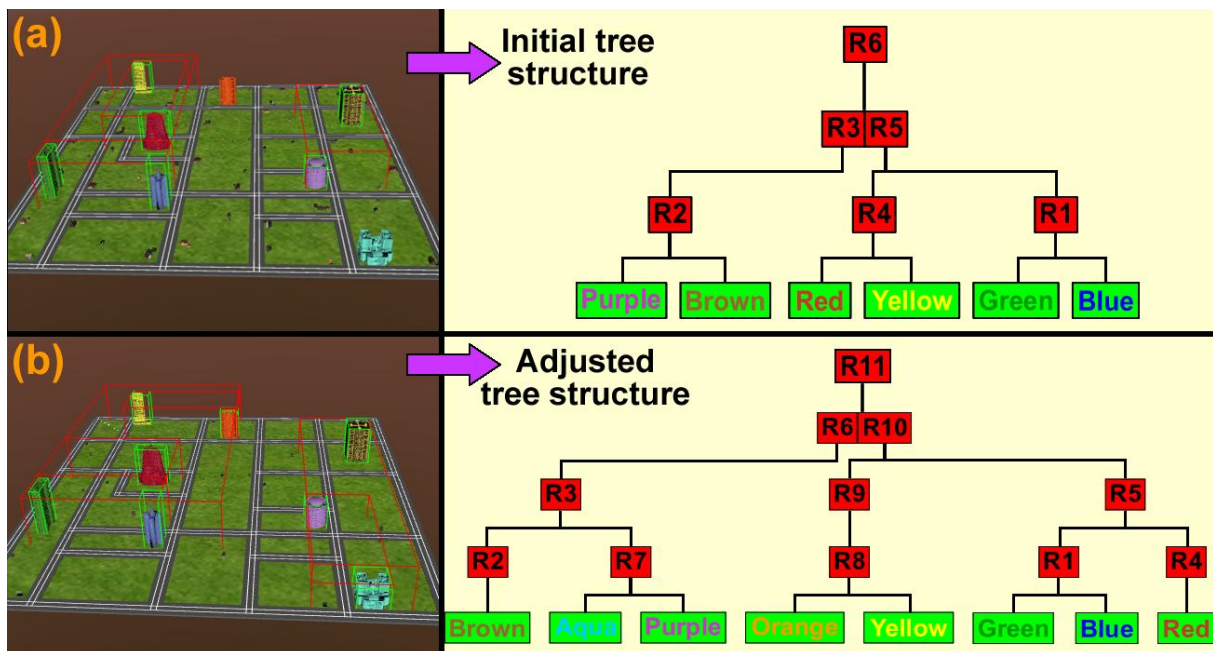 (a)
Initial tree
structure
R6
R3 R5
R2 R4 R1
Purple Brown Red Yellow Green Blue
(b)
Adjusted
tree structure
R11
R6 R10
R3 R9 R5
R2 R7 R8 R1 R4
Brown Aqua Purple Orange Yellow Green Blue Red